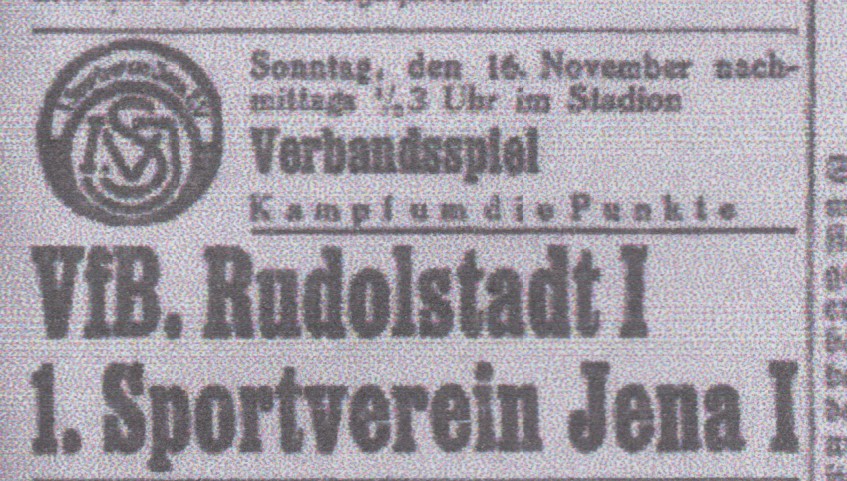 Sonntag, den 16. November nach-
mittags ½3 Uhr im Stadion
Verbandsspiel
Kampf um die Punkte
VfB. Rudolstadt I
1. Sportverein Jena I